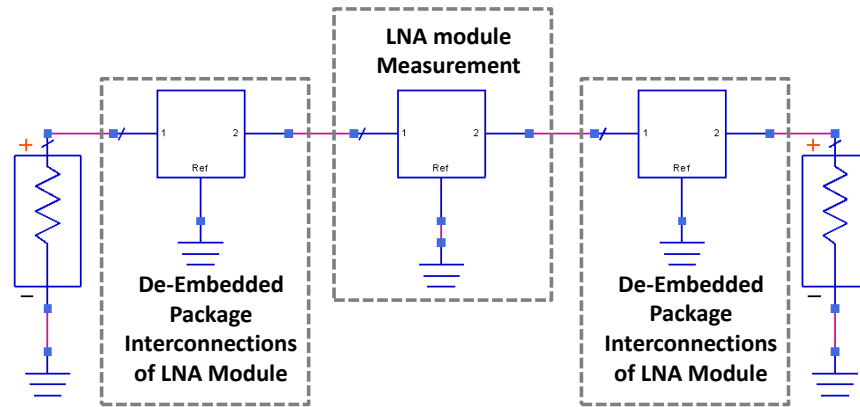 LNA module
Measurement
+
1
2
Ref
−
1
2
Ref
1
2
Ref
+
−
De-Embedded
Package
Interconnections
of LNA Module
De-Embedded
Package
Interconnections
of LNA Module